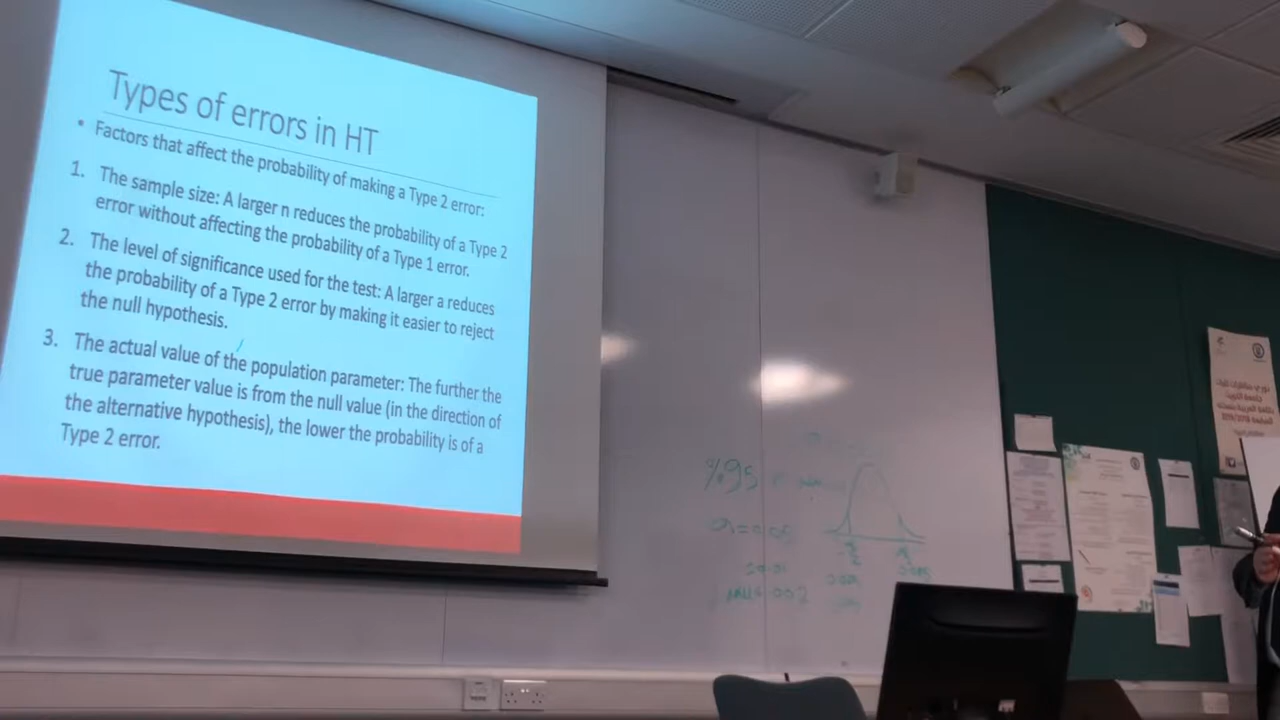 Types of errors in HT
• Factors that affect the probability of making a Type 2 error:
1. The sample size: A larger n reduces the probability of a Type 2
error without affecting the probability of a Type 1 error.
2. The level of significance used for the test: A larger a reduces
the probability of a Type 2 error by making it easier to reject
the null hypothesis.
3. The actual value of the population parameter: The further the
true parameter value is from the null value (in the direction of
the alternative hypothesis), the lower the probability is of a
Type 2 error.
%95